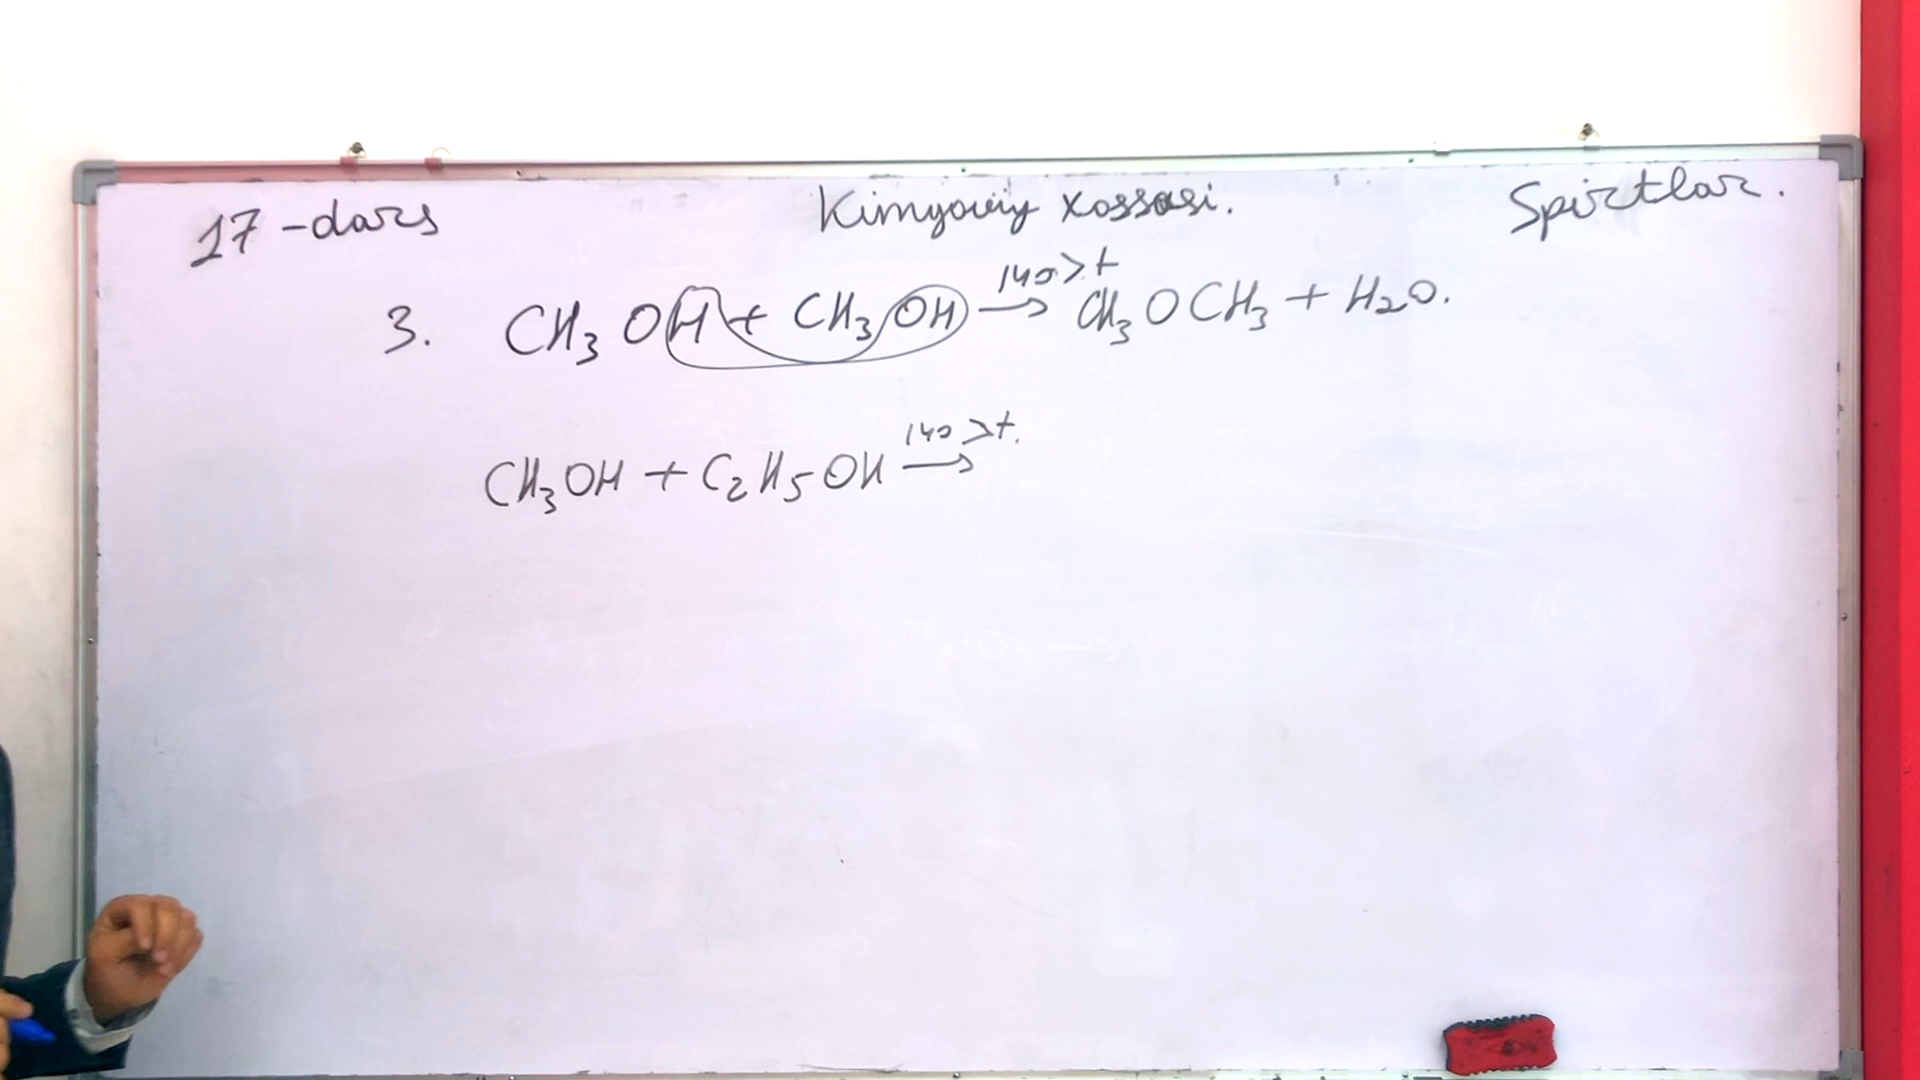 17-dars Kimyoviy xossasi. Spirtlar.
3. CH₃OH + CH₃OH ⟶ 140>t CH₃OCH₃ + H₂O.
CH₃OH + C₂H₅OH ⟶ 140>t.